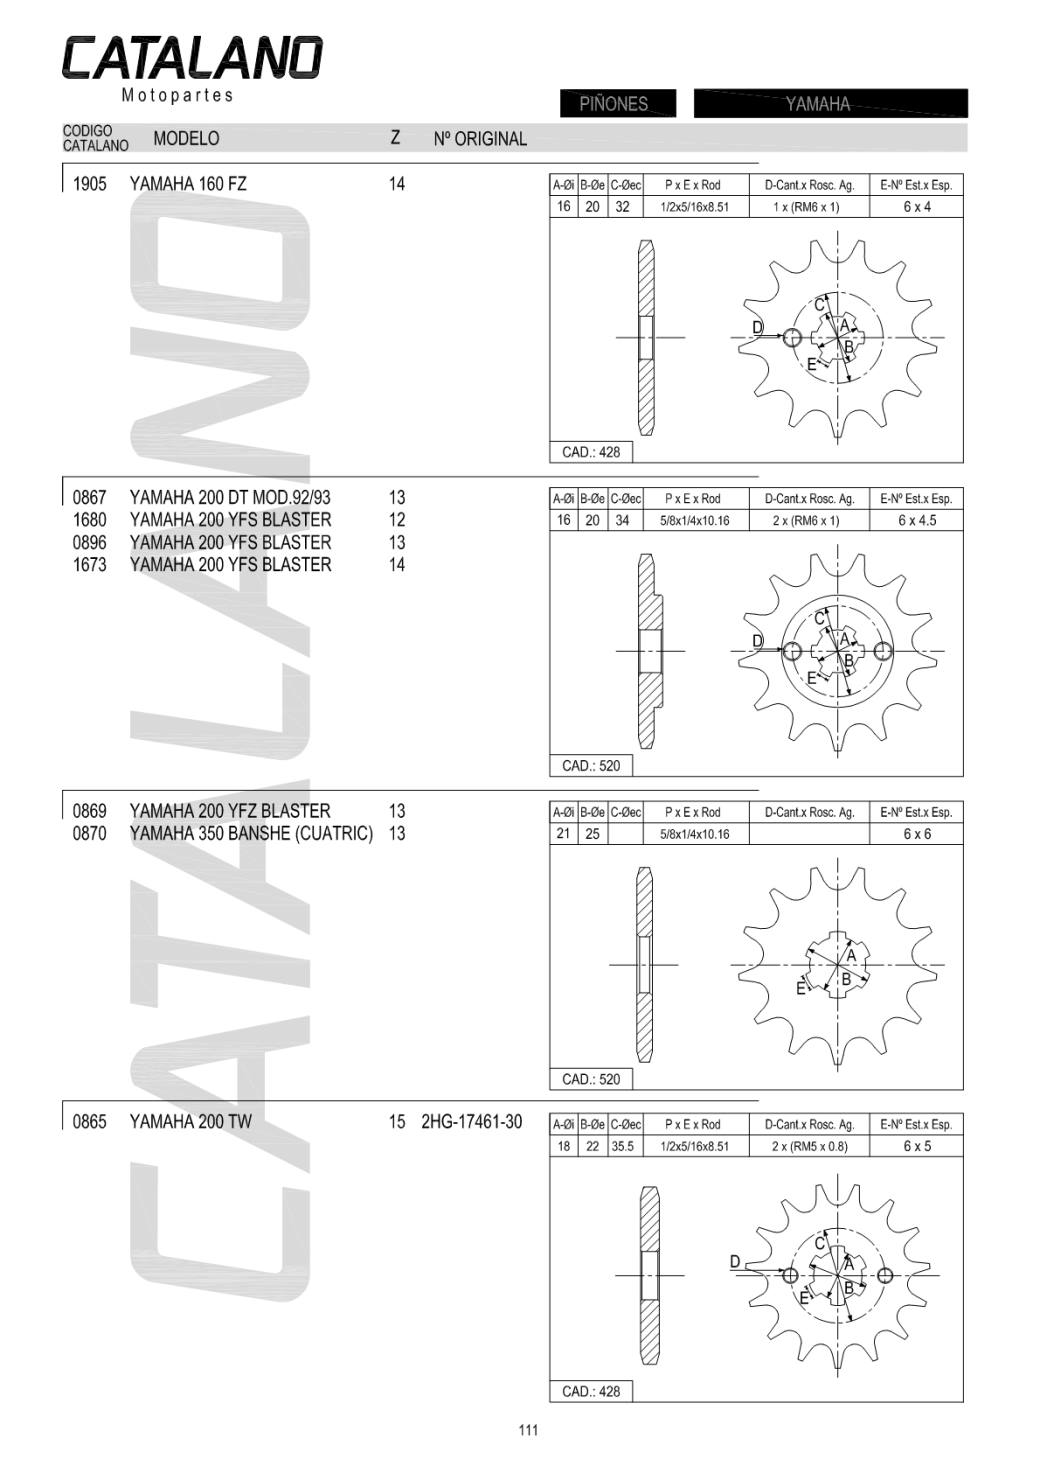 CATALANO
Motopartes
PIÑONES YAMAHA
CODIGO CATALANO MODELO Z Nº ORIGINAL
1905 YAMAHA 160 FZ 14
A-Øi B-Øe C-Øec P x E x Rod D-Cant.x Rosc. Ag. E-Nº Est.x Esp.
16 20 32 1/2x5/16x8.51 1 x (RM6 x 1) 6 x 4
C
D A
B
E
CAD.: 428
0867 YAMAHA 200 DT MOD.92/93 13
1680 YAMAHA 200 YFS BLASTER 12
0896 YAMAHA 200 YFS BLASTER 13
1673 YAMAHA 200 YFS BLASTER 14
A-Øi B-Øe C-Øec P x E x Rod D-Cant.x Rosc. Ag. E-Nº Est.x Esp.
16 20 34 5/8x1/4x10.16 2 x (RM6 x 1) 6 x 4.5
C
D A
B
E
CAD.: 520
0869 YAMAHA 200 YFZ BLASTER 13
0870 YAMAHA 350 BANSHE (CUATRIC) 13
A-Øi B-Øe C-Øec P x E x Rod D-Cant.x Rosc. Ag. E-Nº Est.x Esp.
21 25 5/8x1/4x10.16 6 x 6
A
B
E
CAD.: 520
0865 YAMAHA 200 TW 15 2HG-17461-30
A-Øi B-Øe C-Øec P x E x Rod D-Cant.x Rosc. Ag. E-Nº Est.x Esp.
18 22 35.5 1/2x5/16x8.51 2 x (RM5 x 0.8) 6 x 5
C
D A
B
E
CAD.: 428
CATALANO
111